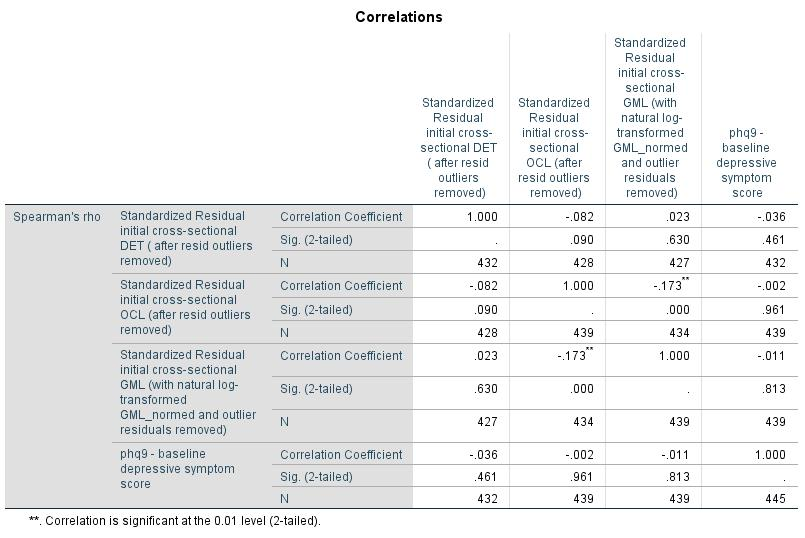 Correlations
Standardized Residual initial cross-sectional DET ( after resid outliers removed)
Standardized Residual initial cross-sectional OCL (after resid outliers removed)
Standardized Residual initial cross-sectional GML (with natural log-transformed GML_normed and outlier residuals removed)
phq9 - baseline depressive symptom score
Spearman's rho
Standardized Residual initial cross-sectional DET ( after resid outliers removed)
Correlation Coefficient 1.000 -.082 .023 -.036
Sig. (2-tailed) . .090 .630 .461
N 432 428 427 432
Standardized Residual initial cross-sectional OCL (after resid outliers removed)
Correlation Coefficient -.082 1.000 -.173** -.002
Sig. (2-tailed) .090 . .000 .961
N 428 439 434 439
Standardized Residual initial cross-sectional GML (with natural log-transformed GML_normed and outlier residuals removed)
Correlation Coefficient .023 -.173** 1.000 -.011
Sig. (2-tailed) .630 .000 . .813
N 427 434 439 439
phq9 - baseline depressive symptom score
Correlation Coefficient -.036 -.002 -.011 1.000
Sig. (2-tailed) .461 .961 .813 .
N 432 439 439 445
**. Correlation is significant at the 0.01 level (2-tailed).